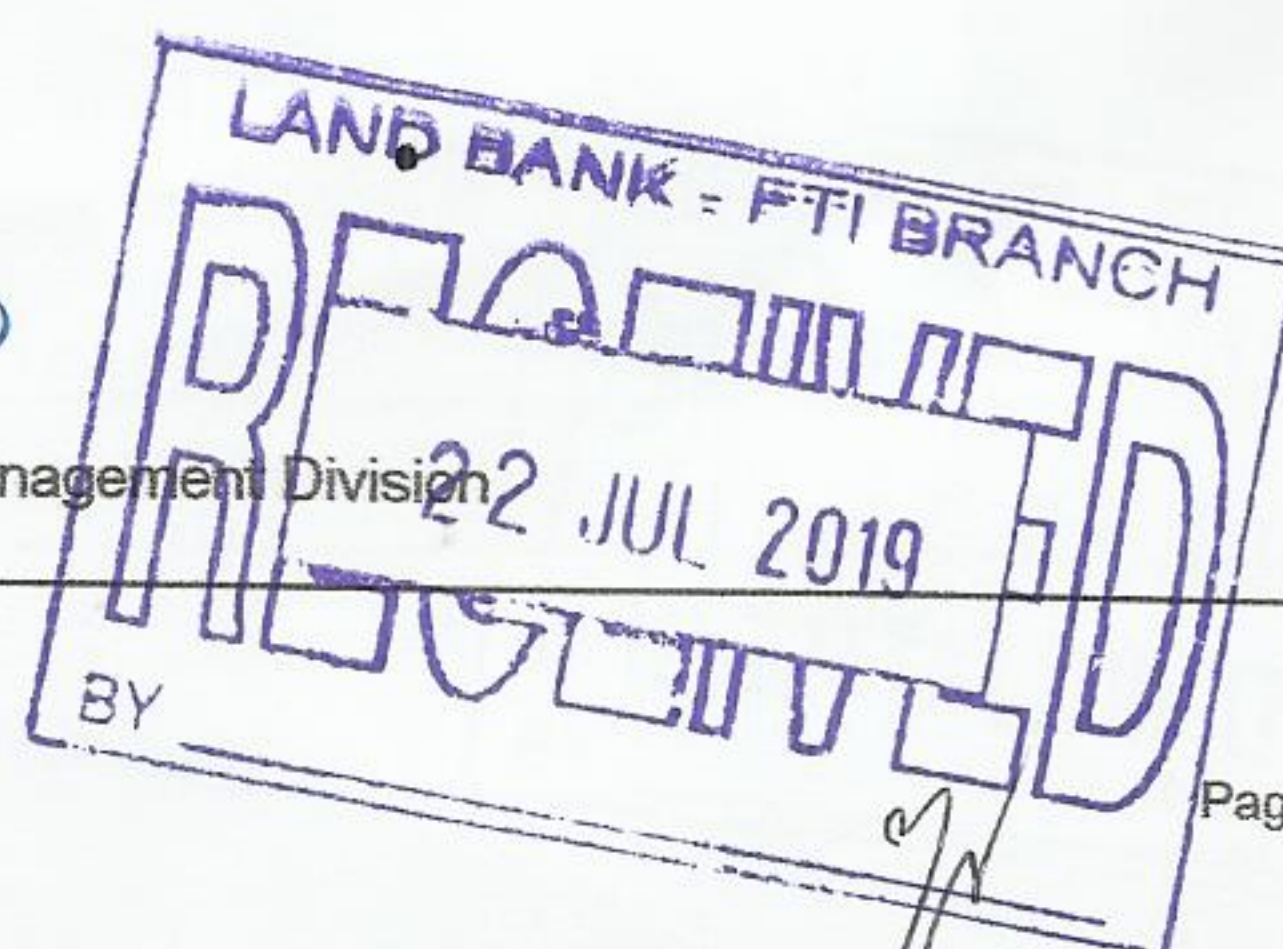 LAND BANK - FTI BRANCH
RECEIVED
nagement Division
22 JUL 2019
BY
Pag